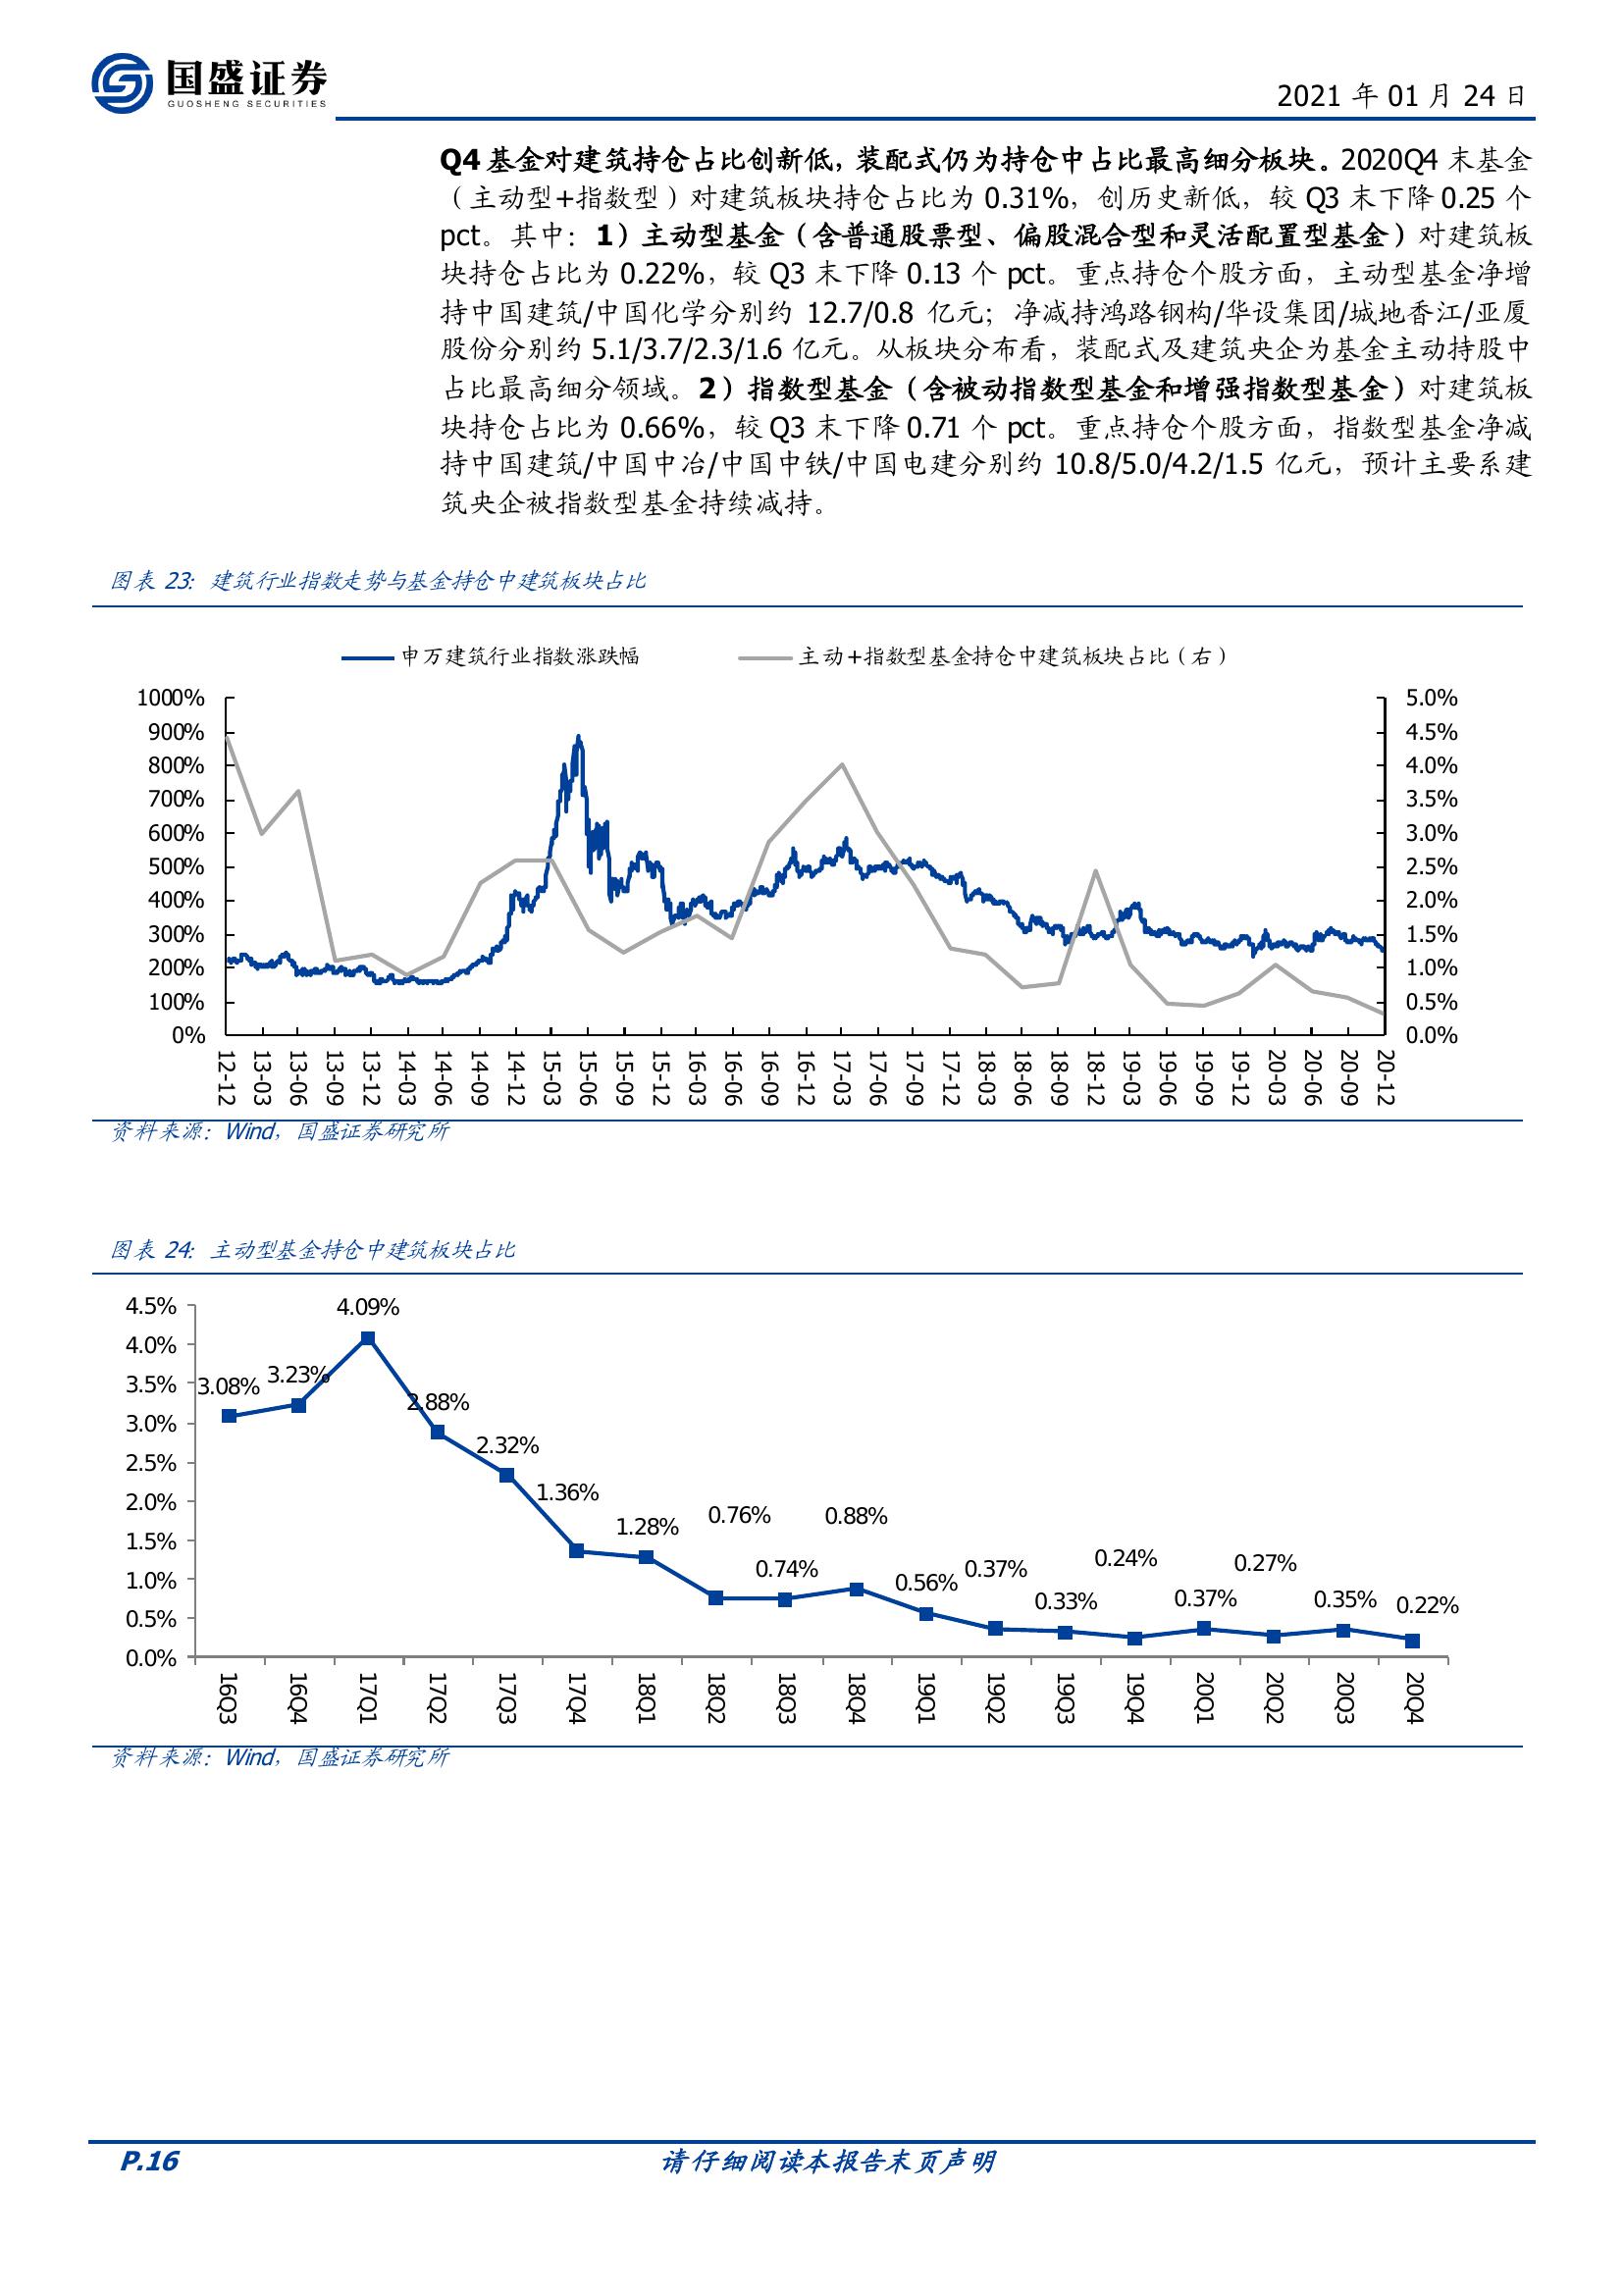 国盛证券
GUOSHENG SECURITIES
2021 年 01 月 24 日
Q4 基金对建筑持仓占比创新低，装配式仍为持仓中占比最高细分板块。2020Q4 末基金
（主动型+指数型）对建筑板块持仓占比为 0.31%，创历史新低，较 Q3 末下降 0.25 个
pct。其中：1）主动型基金（含普通股票型、偏股混合型和灵活配置型基金）对建筑板
块持仓占比为 0.22%，较 Q3 末下降 0.13 个 pct。重点持仓个股方面，主动型基金净增
持中国建筑/中国化学分别约 12.7/0.8 亿元；净减持鸿路钢构/华设集团/城地香江/亚厦
股份分别约 5.1/3.7/2.3/1.6 亿元。从板块分布看，装配式及建筑央企为基金主动持股中
占比最高细分领域。2）指数型基金（含被动指数型基金和增强指数型基金）对建筑板
块持仓占比为 0.66%，较 Q3 末下降 0.71 个 pct。重点持仓个股方面，指数型基金净减
持中国建筑/中国中冶/中国中铁/中国电建分别约 10.8/5.0/4.2/1.5 亿元，预计主要系建
筑央企被指数型基金持续减持。
图表 23：建筑行业指数走势与基金持仓中建筑板块占比
申万建筑行业指数涨跌幅
主动+指数型基金持仓中建筑板块占比（右）
1000%
900%
800%
700%
600%
500%
400%
300%
200%
100%
0%
5.0%
4.5%
4.0%
3.5%
3.0%
2.5%
2.0%
1.5%
1.0%
0.5%
0.0%
12-12
13-03
13-06
13-09
13-12
14-03
14-06
14-09
14-12
15-03
15-06
15-09
15-12
16-03
16-06
16-09
16-12
17-03
17-06
17-09
17-12
18-03
18-06
18-09
18-12
19-03
19-06
19-09
19-12
20-03
20-06
20-09
20-12
资料来源：Wind，国盛证券研究所
图表 24：主动型基金持仓中建筑板块占比
4.5%
4.0%
3.5%
3.0%
2.5%
2.0%
1.5%
1.0%
0.5%
0.0%
3.08%
3.23%
4.09%
2.88%
2.32%
1.36%
1.28%
0.76%
0.74%
0.88%
0.56%
0.37%
0.33%
0.24%
0.37%
0.27%
0.35%
0.22%
16Q3
16Q4
17Q1
17Q2
17Q3
17Q4
18Q1
18Q2
18Q3
18Q4
19Q1
19Q2
19Q3
19Q4
20Q1
20Q2
20Q3
20Q4
资料来源：Wind，国盛证券研究所
P.16
请仔细阅读本报告末页声明